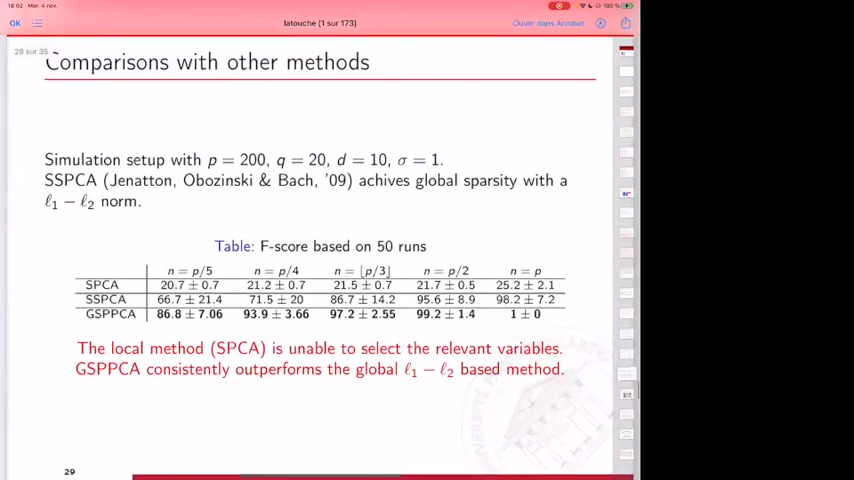 18:02 Mar. 4 nov.
100 %
OK
latouche (1 sur 173)
Ouvre dans Acrobat
29 sur 35
Comparisons with other methods
Simulation setup with p = 200, q = 20, d = 10, σ = 1.
SSPCA (Jenatton, Obozinski & Bach, '09) achives global sparsity with a
ℓ1 − ℓ2 norm.
Table: F-score based on 50 runs
n = p/5 n = p/4 n = ⌊p/3⌋ n = p/2 n = p
SPCA 20.7 ± 0.7 21.2 ± 0.7 21.5 ± 0.7 21.7 ± 0.5 25.2 ± 2.1
SSPCA 66.7 ± 21.4 71.5 ± 20 86.7 ± 14.2 95.6 ± 8.9 98.2 ± 7.2
GSPPCA 86.8 ± 7.06 93.9 ± 3.66 97.2 ± 2.55 99.2 ± 1.4 1 ± 0
The local method (SPCA) is unable to select the relevant variables.
GSPPCA consistently outperforms the global ℓ1 − ℓ2 based method.
29